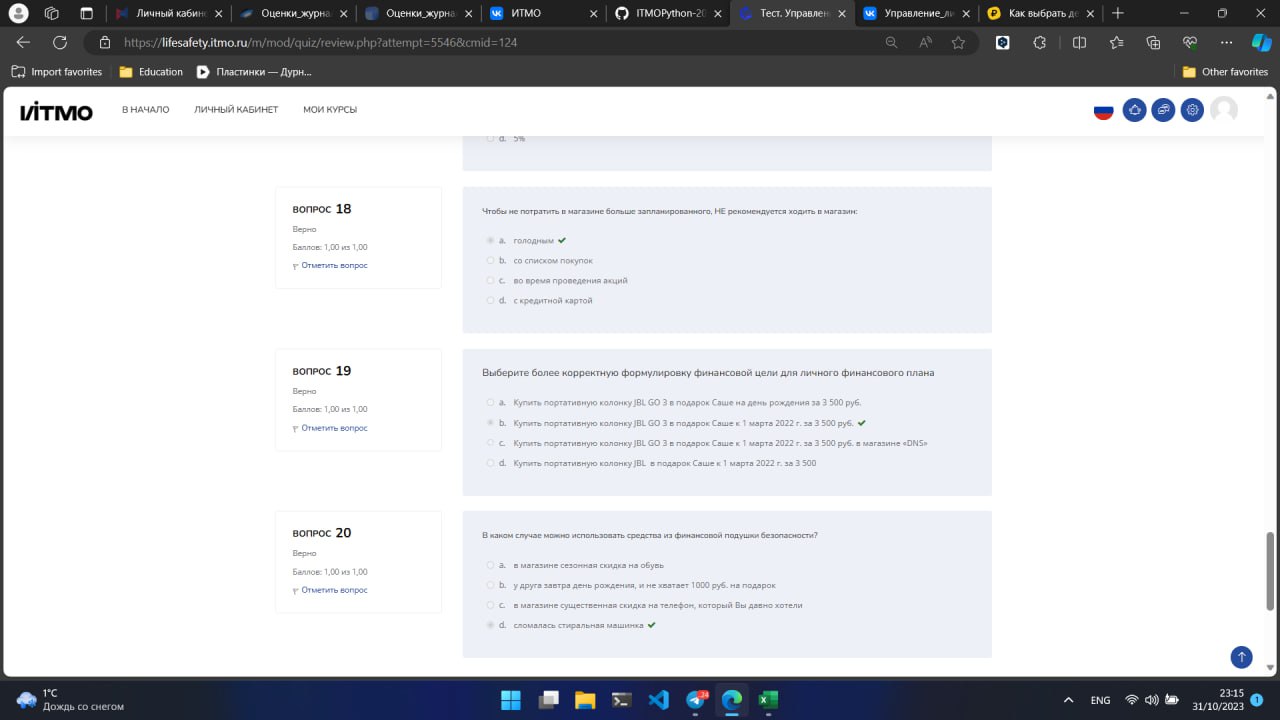 Личный кабин
Оценки_журна
Оценки_журна
ИТМО
ITMOPython-20
Тест. Управлен
Управление_ли
Как выбрать де
https://lifesafety.itmo.ru/m/mod/quiz/review.php?attempt=5546&cmid=124
Import favorites
Education
Пластинки — Дурн...
Other favorites
ИТМО
В НАЧАЛО
ЛИЧНЫЙ КАБИНЕТ
МОИ КУРСЫ
d. 5%
ВОПРОС 18
Верно
Баллов: 1,00 из 1,00
Отметить вопрос
Чтобы не потратить в магазине больше запланированного, НЕ рекомендуется ходить в магазин:
a. голодным
b. со списком покупок
c. во время проведения акций
d. с кредитной картой
ВОПРОС 19
Верно
Баллов: 1,00 из 1,00
Отметить вопрос
Выберите более корректную формулировку финансовой цели для личного финансового плана
a. Купить портативную колонку JBL GO 3 в подарок Саше на день рождения за 3 500 руб.
b. Купить портативную колонку JBL GO 3 в подарок Саше к 1 марта 2022 г. за 3 500 руб.
c. Купить портативную колонку JBL GO 3 в подарок Саше к 1 марта 2022 г. за 3 500 руб. в магазине «DNS»
d. Купить портативную колонку JBL в подарок Саше к 1 марта 2022 г. за 3 500
ВОПРОС 20
Верно
Баллов: 1,00 из 1,00
Отметить вопрос
В каком случае можно использовать средства из финансовой подушки безопасности?
a. в магазине сезонная скидка на обувь
b. у друга завтра день рождения, и не хватает 1000 руб. на подарок
c. в магазине существенная скидка на телефон, который Вы давно хотели
d. сломалась стиральная машинка
1°C
Дождь со снегом
ENG
23:15
31/10/2023
1